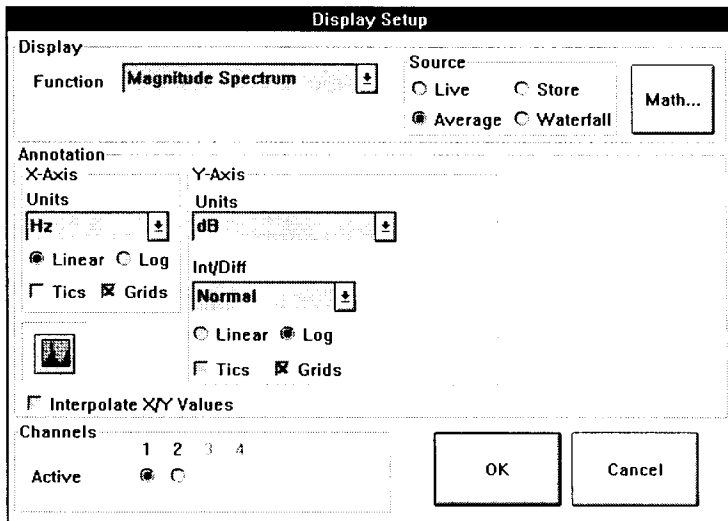 Display Setup
Display
Function Magnitude Spectrum
Source
Live Store
Average Waterfall
Math...
Annotation
X-Axis
Units
Hz
Linear Log
Tics Grids
Y-Axis
Units
dB
Int/Diff
Normal
Linear Log
Tics Grids
Interpolate X/Y Values
Channels
1 2 3 4
Active
OK
Cancel